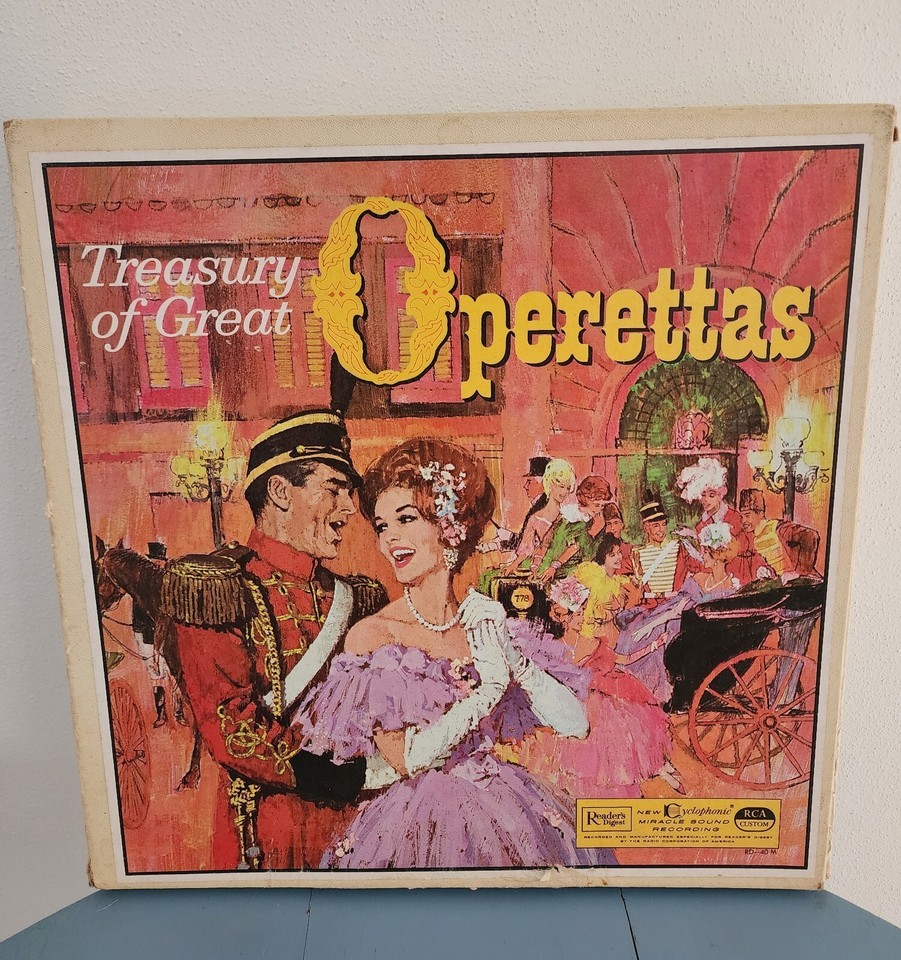 Treasury
of Great
Operettas
778
Reader's
Digest
NEW Cyclophonic®
MIRACLE SOUND
RECORDING
RCA
CUSTOM
RECORDED AND MANUFACTURED ESPECIALLY FOR READER'S DIGEST
BY THE RADIO CORPORATION OF AMERICA
RD-40 M